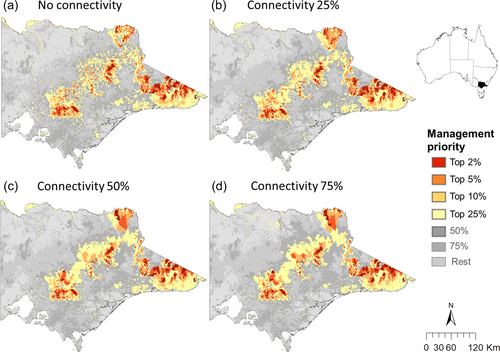 (a) No connectivity
(b) Connectivity 25%
(c) Connectivity 50%
(d) Connectivity 75%
Management
priority
Top 2%
Top 5%
Top 10%
Top 25%
50%
75%
Rest
N
0 30 60 120 Km